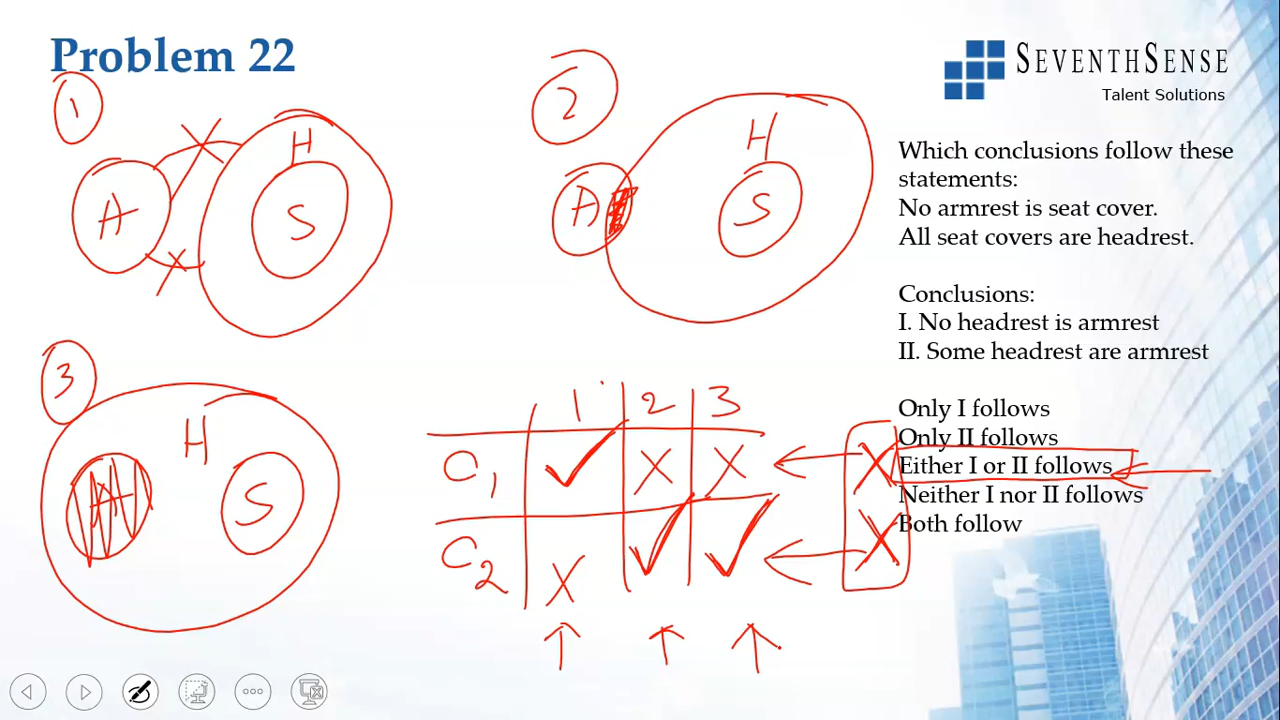 Problem 22
SEVENTHSENSE
Talent Solutions
1
A
H
S
2
A
H
S
3
A
H
S
Which conclusions follow these
statements:
No armrest is seat cover.
All seat covers are headrest.
Conclusions:
I. No headrest is armrest
II. Some headrest are armrest
Only I follows
Only II follows
Either I or II follows
Neither I nor II follows
Both follow
1 2 3
C1 ✓ X X
C2 X ✓ ✓